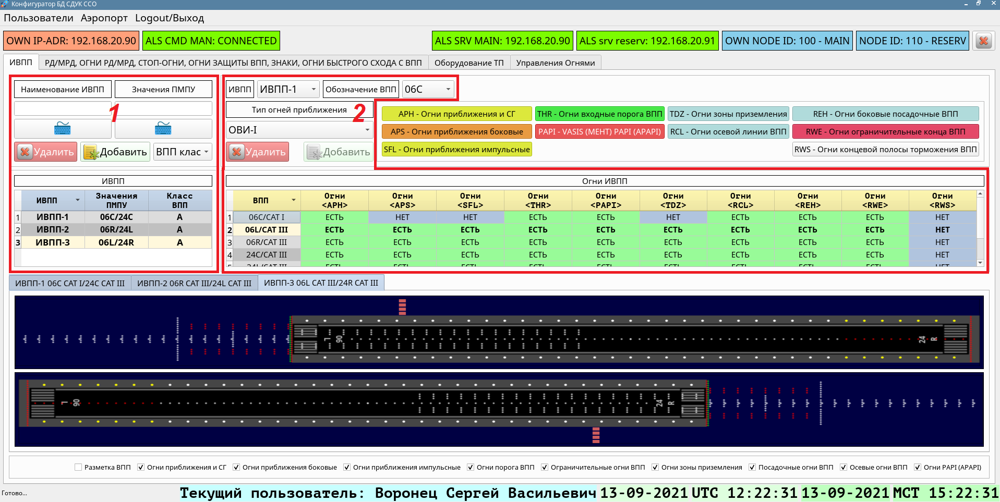 Конфигуратор БД СДУК ССО
Пользователи Аэропорт Logout/Выход
OWN IP-ADR: 192.168.20.90 ALS CMD MAN: CONNECTED ALS SRV MAIN: 192.168.20.90 ALS srv reserv: 192.168.20.91 OWN NODE ID: 100 - MAIN NODE ID: 110 - RESERV
ИВПП РД/МРД, ОГНИ РД/МРД, СТОП-ОГНИ, ОГНИ ЗАЩИТЫ ВПП, ЗНАКИ, ОГНИ БЫСТРОГО СХОДА С ВПП Оборудование ТП Управления Огнями
Наименование ИВПП Значения ПМПУ
1
Удалить Добавить ВПП клас
ИВПП
ИВПП Значения ПМПУ Класс ВПП
1 ИВПП-1 06C/24C A
2 ИВПП-2 06R/24L A
3 ИВПП-3 06L/24R A
ИВПП ИВПП-1 Обозначение ВПП 06C
Тип огней приближения 2
ОВИ-I
Удалить Добавить
APH - Огни приближения и СГ THR - Огни входные порога ВПП TDZ - Огни зоны приземления REH - Огни боковые посадочные ВПП
APS - Огни приближения боковые PAPI - VASIS (MEHT) PAPI (APAPI) RCL - Огни осевой линии ВПП RWE - Огни ограничительные конца ВПП
SFL - Огни приближения импульсные RWS - Огни концевой полосы торможения ВПП
Огни ИВПП
ВПП Огни <APH> Огни <APS> Огни <SFL> Огни <THR> Огни <PAPI> Огни <TDZ> Огни <RCL> Огни <REH> Огни <RWE> Огни <RWS>
1 06C/CAT I ЕСТЬ НЕТ НЕТ ЕСТЬ ЕСТЬ НЕТ ЕСТЬ ЕСТЬ ЕСТЬ НЕТ
2 06L/CAT III ЕСТЬ ЕСТЬ ЕСТЬ ЕСТЬ ЕСТЬ ЕСТЬ ЕСТЬ ЕСТЬ ЕСТЬ НЕТ
3 06R/CAT III ЕСТЬ ЕСТЬ ЕСТЬ ЕСТЬ ЕСТЬ ЕСТЬ ЕСТЬ ЕСТЬ ЕСТЬ НЕТ
4 24C/CAT III ЕСТЬ ЕСТЬ ЕСТЬ ЕСТЬ ЕСТЬ ЕСТЬ ЕСТЬ ЕСТЬ ЕСТЬ НЕТ
5 24L/CAT III ЕСТЬ ЕСТЬ ЕСТЬ ЕСТЬ ЕСТЬ ЕСТЬ ЕСТЬ ЕСТЬ ЕСТЬ НЕТ
ИВПП-1 06C CAT I/24C CAT III ИВПП-2 06R CAT III/24L CAT III ИВПП-3 06L CAT III/24R CAT III
L 06 24 R
L 06 24 R
Разметка ВПП Огни приближения и СГ Огни приближения боковые Огни приближения импульсные Огни порога ВПП Ограничительные огни ВПП Огни зоны приземления Посадочные огни ВПП Осевые огни ВПП Огни PAPI (APAPI)
Готово... Текущий пользователь: Воронец Сергей Васильевич 13-09-2021 UTC 12:22:31 13-09-2021 МСТ 15:22:31